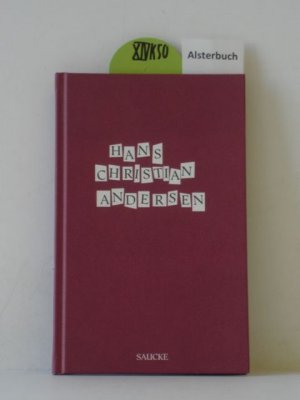 Alsterbuch
HANS
CHRISTIAN
ANDERSEN
SAUCKE